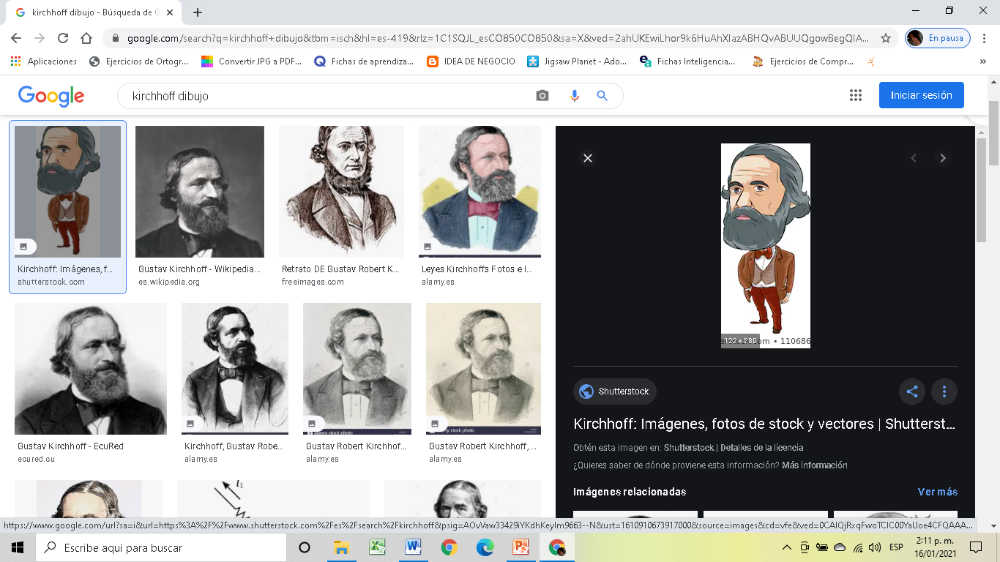 kirchhoff dibujo - Búsqueda de G
google.com/search?q=kirchhoff+dibujo&tbm=isch&hl=es-419&rlz=1C1SQJL_esCO850CO850&sa=X&ved=2ahUKEwiLhor9k6HuAhXIazABHQvABUUQgowBegQIA...
En pausa
Aplicaciones
Ejercicios de Ortogr...
Convertir JPG a PDF...
Fichas de aprendiza...
IDEA DE NEGOCIO
Jigsaw Planet - Ado...
Fichas Inteligencia...
Ejercicios de Compr...
»
Google
kirchhoff dibujo
Iniciar sesión
Kirchhoff: Imágenes, f...
shutterstock.com
Gustav Kirchhoff - Wikipedia...
es.wikipedia.org
Retrato DE Gustav Robert K...
freeimages.com
Leyes Kirchhoffs Fotos e I...
alamy.es
Gustav Kirchhoff - EcuRed
ecured.cu
Kirchhoff, Gustav Robe...
alamy.es
alamy stock photo
Gustav Robert Kirchhof...
alamy.es
alamy stock photo
Gustav Robert Kirchhoff, ...
alamy.es
I₁
om • 110686
122 × 280
Shutterstock
Kirchhoff: Imágenes, fotos de stock y vectores | Shutterst...
Obtén esta imagen en: Shutterstock | Detalles de la licencia
¿Quieres saber de dónde proviene esta información? Más información
Imágenes relacionadas
Ver más
https://www.google.com/url?sa=i&url=https%3A%2F%2Fwww.shutterstock.com%2Fes%2Fsearch%2Fkirchhoff&psig=AOvVaw33429iYKdhKeyIm9663--N&ust=1610910673917000&source=images&cd=vfe&ved=0CAIQjRxqFwoTCIC00YaUoe4CFQAAA...
Escribe aquí para buscar
ESP
2:11 p. m.
16/01/2021